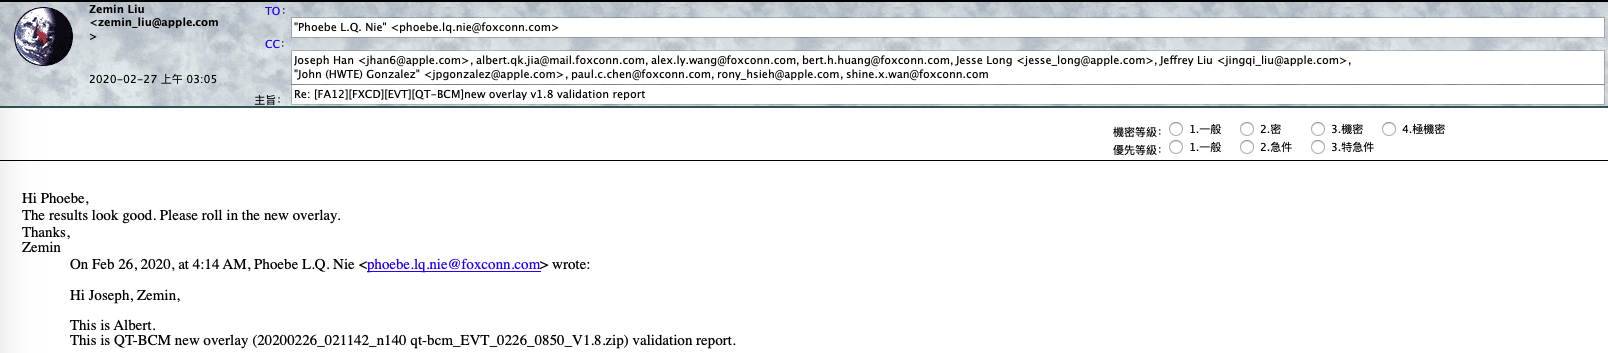 Zemin Liu
<zemin_liu@apple.com
>
2020-02-27 上午 03:05
TO:
"Phoebe L.Q. Nie" <phoebe.lq.nie@foxconn.com>
CC:
Joseph Han <jhan6@apple.com>, albert.qk.jia@mail.foxconn.com, alex.ly.wang@foxconn.com, bert.h.huang@foxconn.com, Jesse Long <jesse_long@apple.com>, Jeffrey Liu <jingqi_liu@apple.com>,
"John (HWTE) Gonzalez" <jpgonzalez@apple.com>, paul.c.chen@foxconn.com, rony_hsieh@apple.com, shine.x.wan@foxconn.com
主旨: Re: [FA12][FXCD][EVT][QT-BCM]new overlay v1.8 validation report
機密等級: 1.一般 2.密 3.機密 4.極機密
優先等級: 1.一般 2.急件 3.特急件
Hi Phoebe,
The results look good. Please roll in the new overlay.
Thanks,
Zemin
On Feb 26, 2020, at 4:14 AM, Phoebe L.Q. Nie <phoebe.lq.nie@foxconn.com> wrote:
Hi Joseph, Zemin,
This is Albert.
This is QT-BCM new overlay (20200226_021142_n140 qt-bcm_EVT_0226_0850_V1.8.zip) validation report.